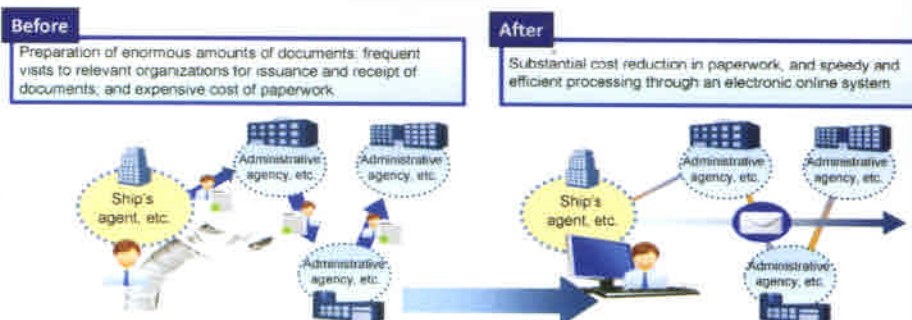 Before
Preparation of enormous amounts of documents; frequent
visits to relevant organizations for issuance and receipt of
documents; and expensive cost of paperwork
After
Substantial cost reduction in paperwork, and speedy and
efficient processing through an electronic online system
Ship's
agent, etc.
Administrative
agency, etc.
Administrative
agency, etc.
Administrative
agency, etc.
Ship's
agent, etc.
Administrative
agency, etc.
Administrative
agency, etc.
Administrative
agency, etc.